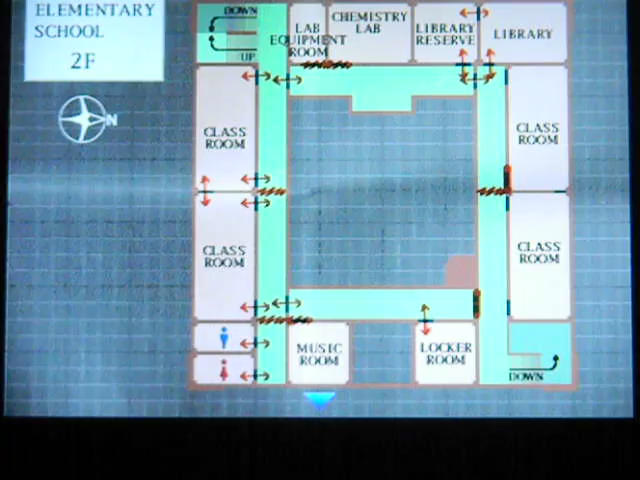 ELEMENTARY
SCHOOL
2F
N
DOWN
UP
LAB
EQUIPMENT
ROOM
CHEMISTRY
LAB
LIBRARY
RESERVE
LIBRARY
CLASS
ROOM
CLASS
ROOM
CLASS
ROOM
CLASS
ROOM
MUSIC
ROOM
LOCKER
ROOM
DOWN